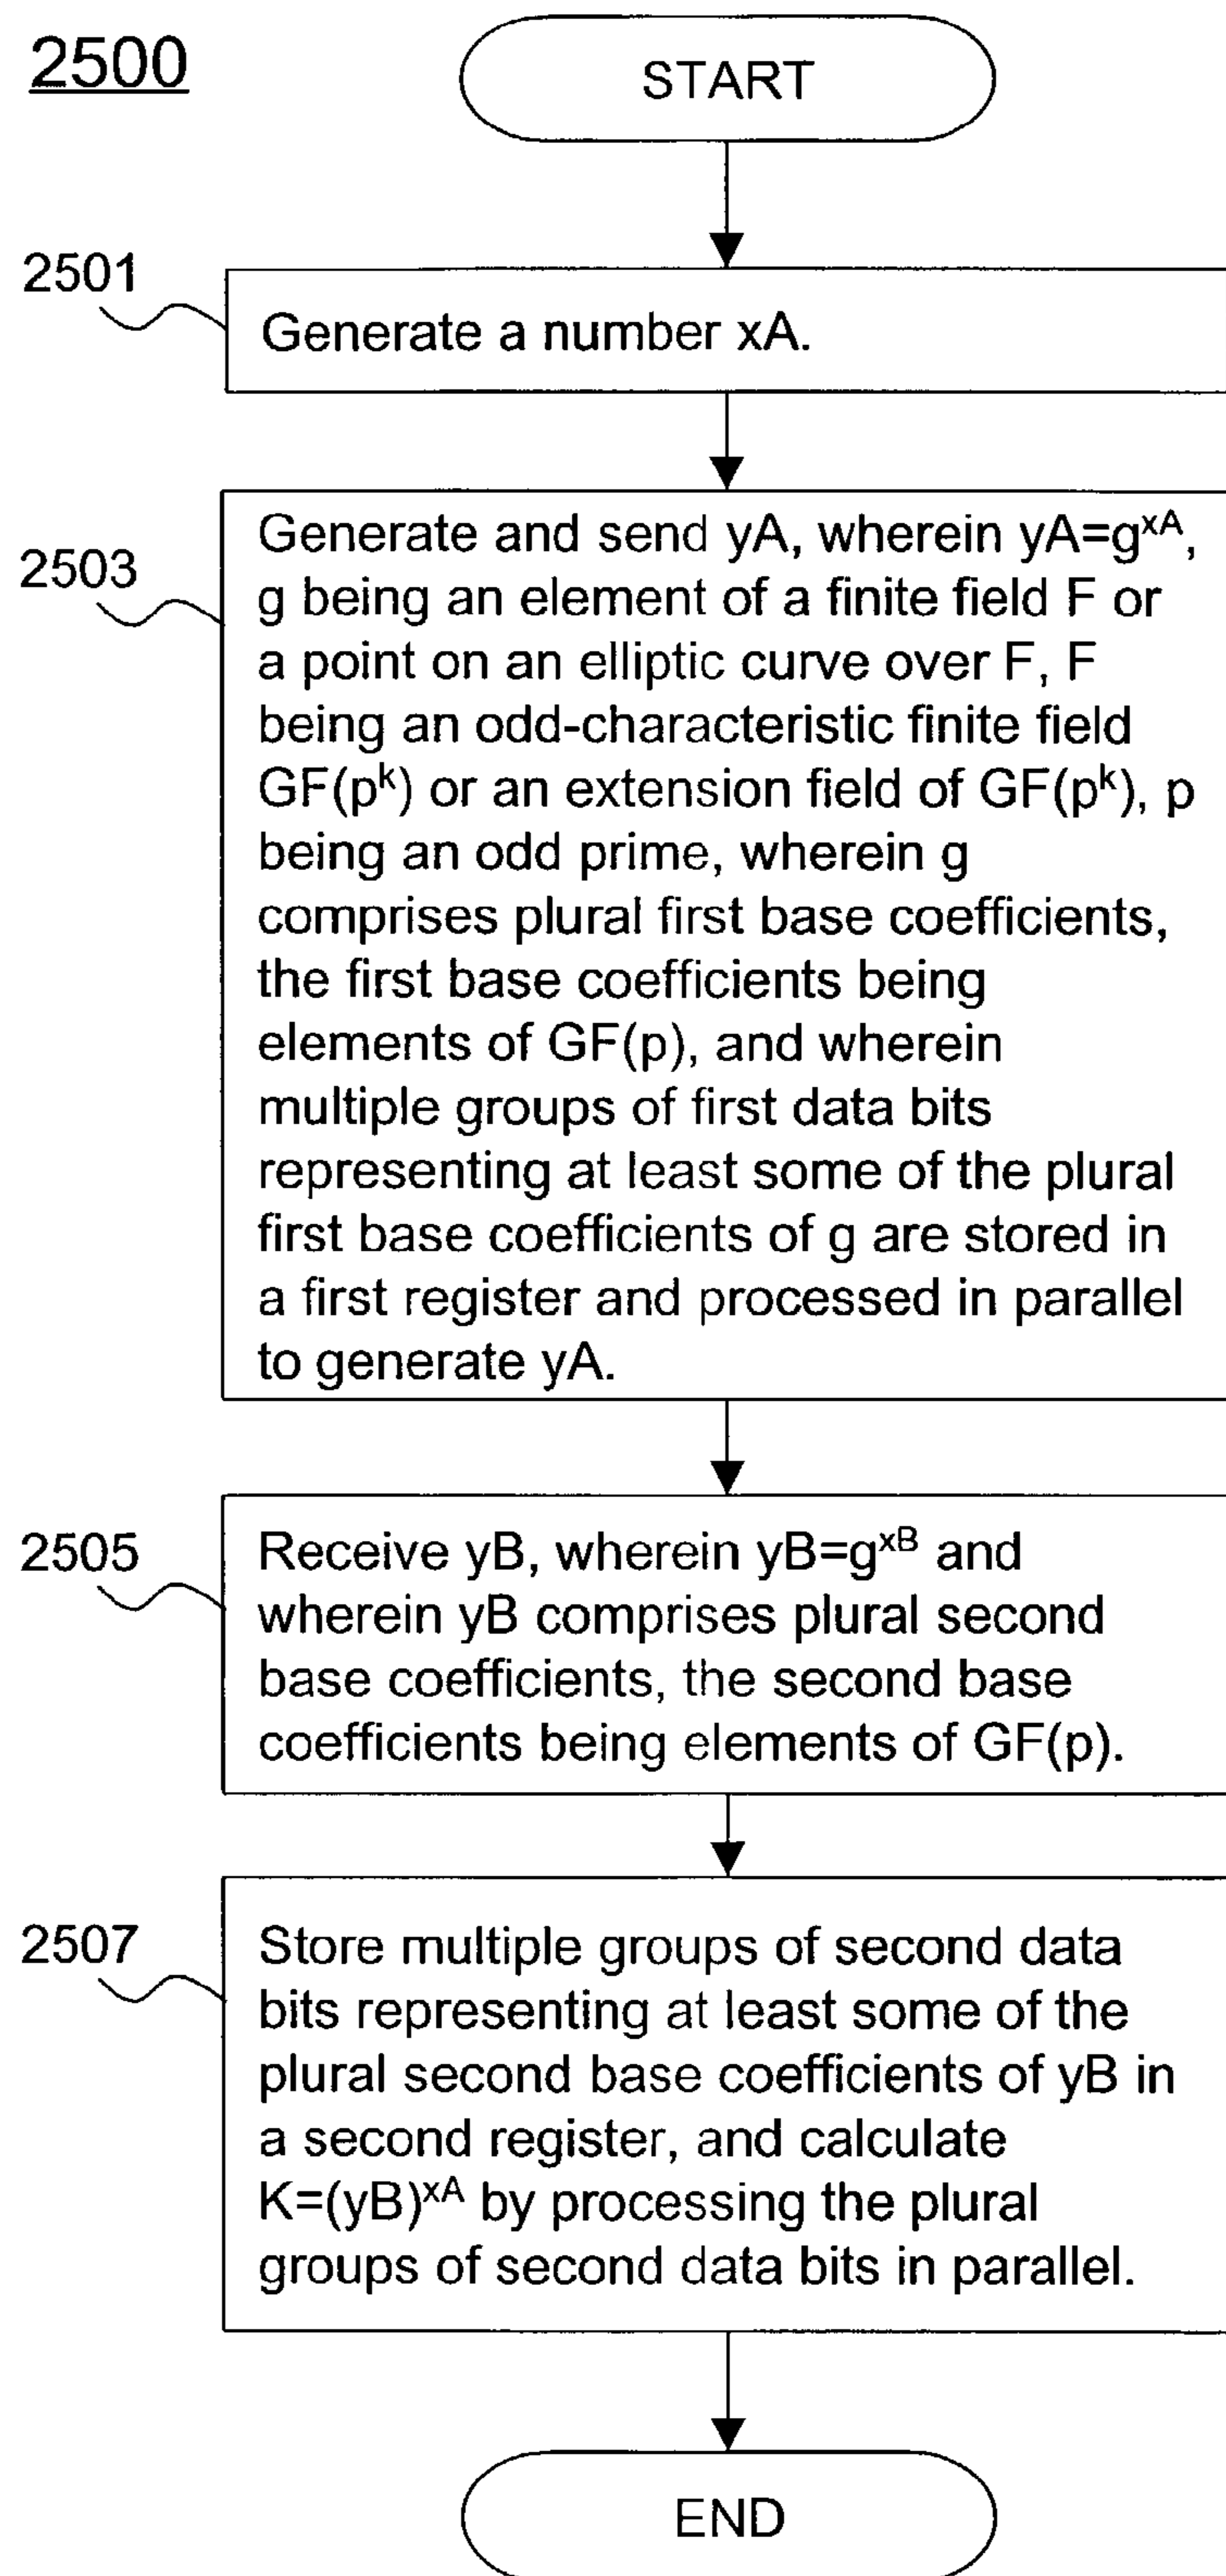 2500
START
2501
Generate a number xA.
2503
Generate and send yA, wherein yA=g^xA,
g being an element of a finite field F or
a point on an elliptic curve over F, F
being an odd-characteristic finite field
GF(p^k) or an extension field of GF(p^k), p
being an odd prime, wherein g
comprises plural first base coefficients,
the first base coefficients being
elements of GF(p), and wherein
multiple groups of first data bits
representing at least some of the plural
first base coefficients of g are stored in
a first register and processed in parallel
to generate yA.
2505
Receive yB, wherein yB=g^xB and
wherein yB comprises plural second
base coefficients, the second base
coefficients being elements of GF(p).
2507
Store multiple groups of second data
bits representing at least some of the
plural second base coefficients of yB in
a second register, and calculate
K=(yB)^xA by processing the plural
groups of second data bits in parallel.
END